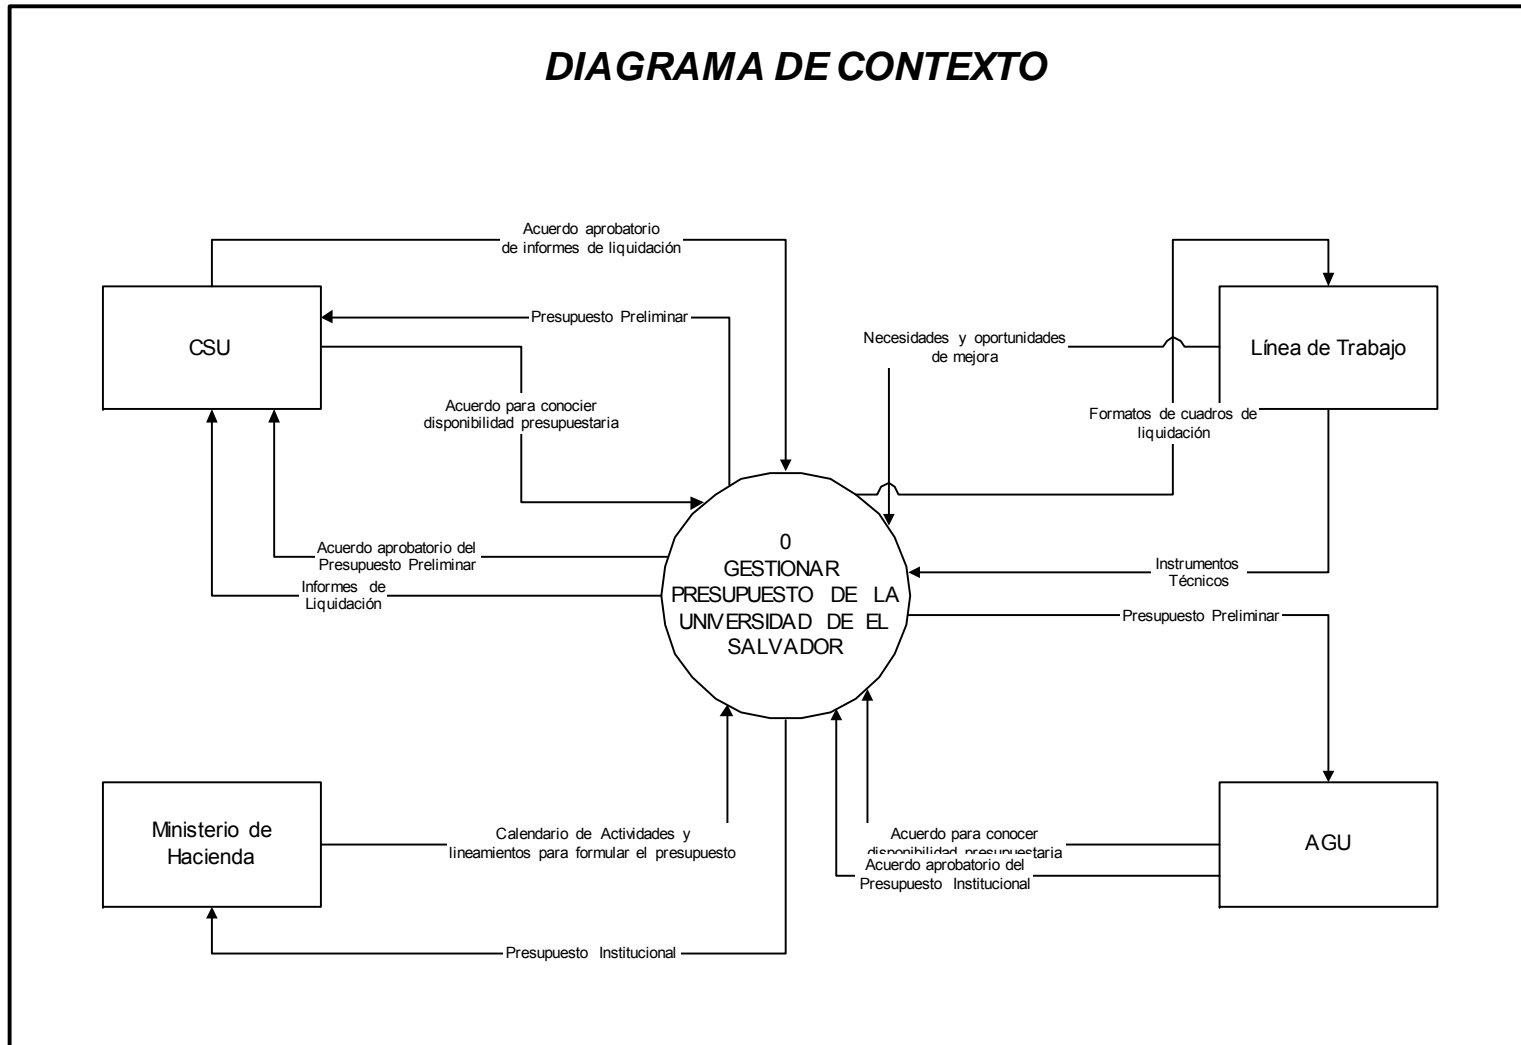 DIAGRAMA DE CONTEXTO
Acuerdo aprobatorio
de informes de liquidación
Presupuesto Preliminar
CSU
Necesidades y oportunidades
de mejora
Línea de Trabajo
Acuerdo para conocier
disponibilidad presupuestaria
Formatos de cuadros de
liquidación
Acuerdo aprobatorio del
Presupuesto Preliminar
Informes de
Liquidación
0
GESTIONAR
PRESUPUESTO DE LA
UNIVERSIDAD DE EL
SALVADOR
Instrumentos
Técnicos
Presupuesto Preliminar
Ministerio de
Hacienda
Calendario de Actividades y
lineamientos para formular el presupuesto
Acuerdo para conocer
disponibilidad presupuestaria
Acuerdo aprobatorio del
Presupuesto Institucional
AGU
Presupuesto Institucional